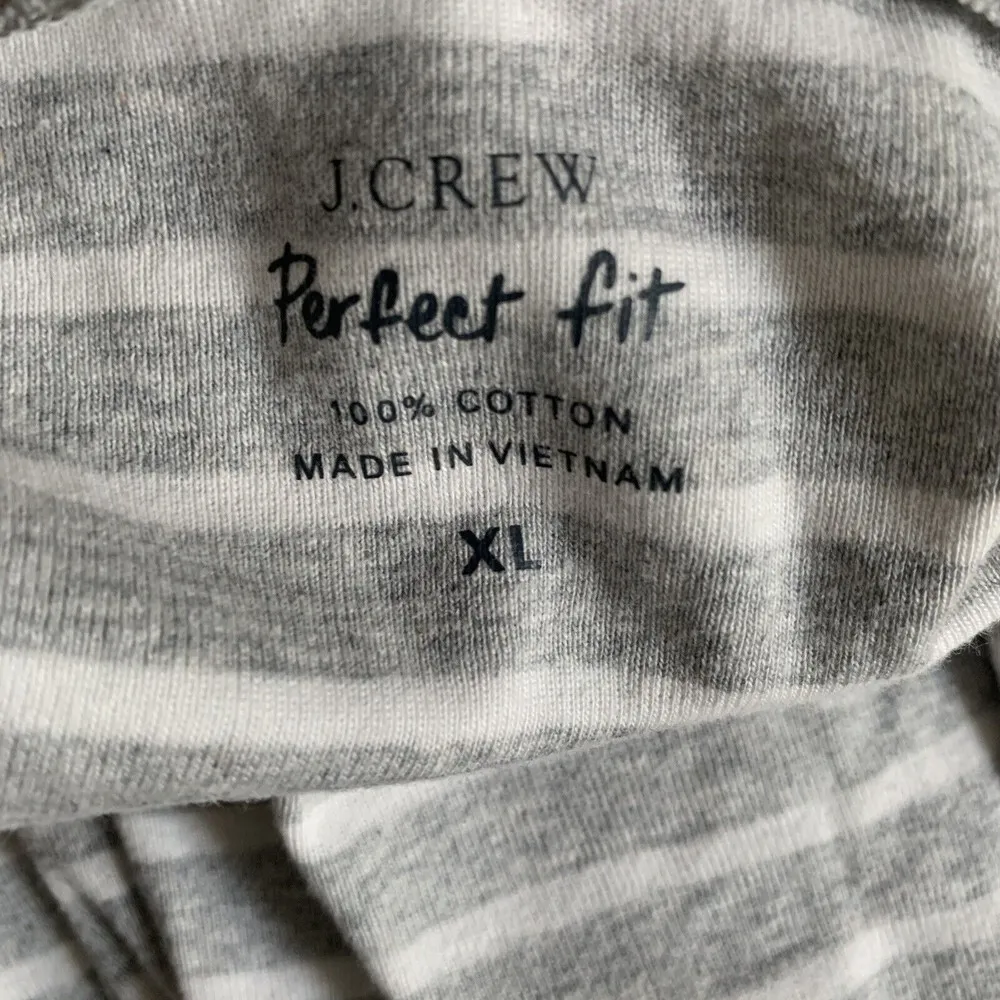 J.CREW
Perfect fit
100% COTTON
MADE IN VIETNAM
XL